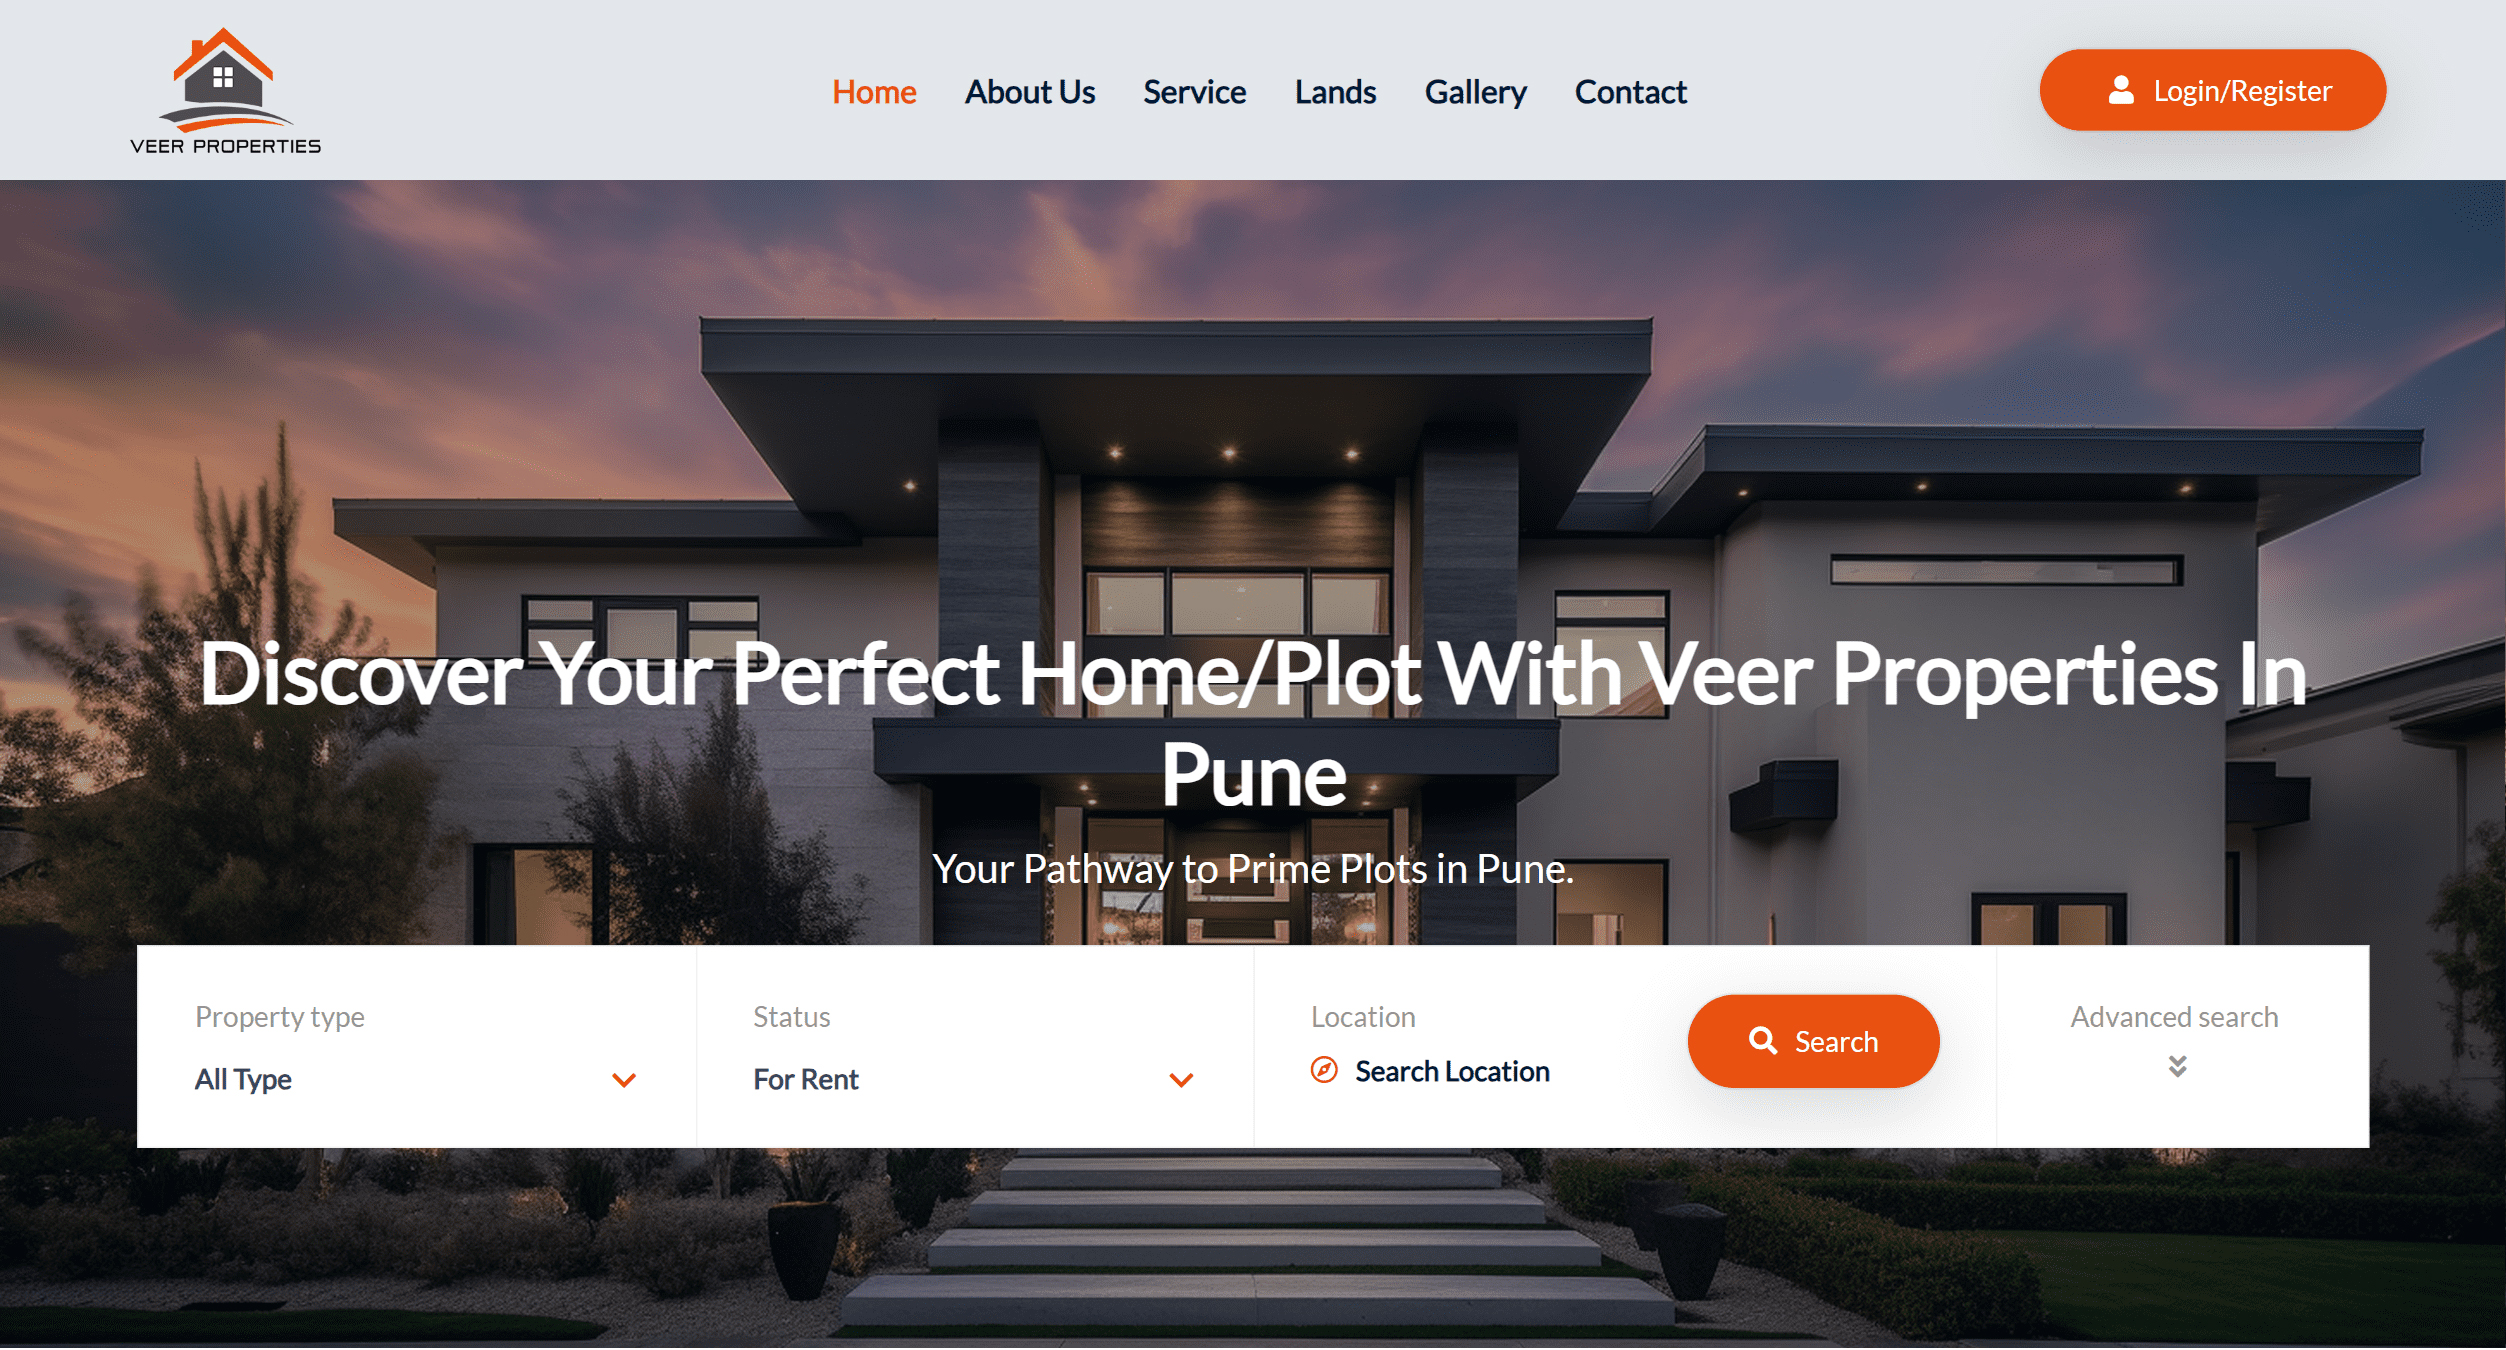 VEER PROPERTIES
Home About Us Service Lands Gallery Contact
Login/Register
Discover Your Perfect Home/Plot With Veer Properties In
Pune
Your Pathway to Prime Plots in Pune.
Property type
All Type
Status
For Rent
Location
Search Location
Search
Advanced search